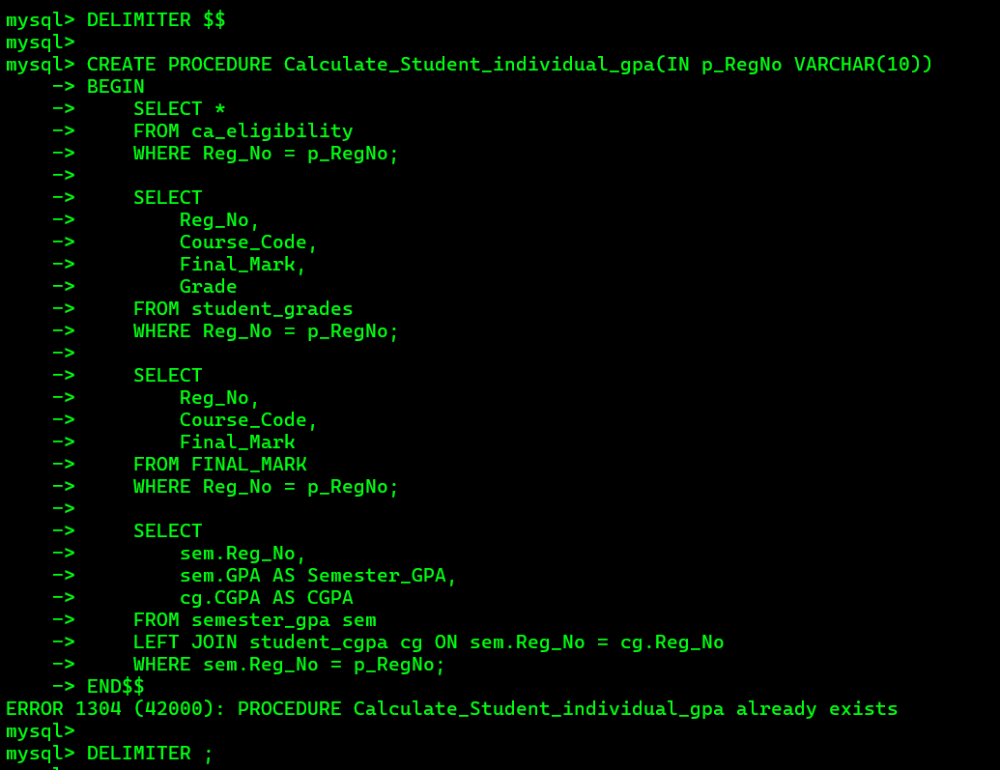 mysql> DELIMITER $$
mysql>
mysql> CREATE PROCEDURE Calculate_Student_individual_gpa(IN p_RegNo VARCHAR(10))
    -> BEGIN
    ->     SELECT *
    ->     FROM ca_eligibility
    ->     WHERE Reg_No = p_RegNo;
    ->
    ->     SELECT
    ->         Reg_No,
    ->         Course_Code,
    ->         Final_Mark,
    ->         Grade
    ->     FROM student_grades
    ->     WHERE Reg_No = p_RegNo;
    ->
    ->     SELECT
    ->         Reg_No,
    ->         Course_Code,
    ->         Final_Mark
    ->     FROM FINAL_MARK
    ->     WHERE Reg_No = p_RegNo;
    ->
    ->     SELECT
    ->         sem.Reg_No,
    ->         sem.GPA AS Semester_GPA,
    ->         cg.CGPA AS CGPA
    ->     FROM semester_gpa sem
    ->     LEFT JOIN student_cgpa cg ON sem.Reg_No = cg.Reg_No
    ->     WHERE sem.Reg_No = p_RegNo;
    -> END$$
ERROR 1304 (42000): PROCEDURE Calculate_Student_individual_gpa already exists
mysql>
mysql> DELIMITER ;